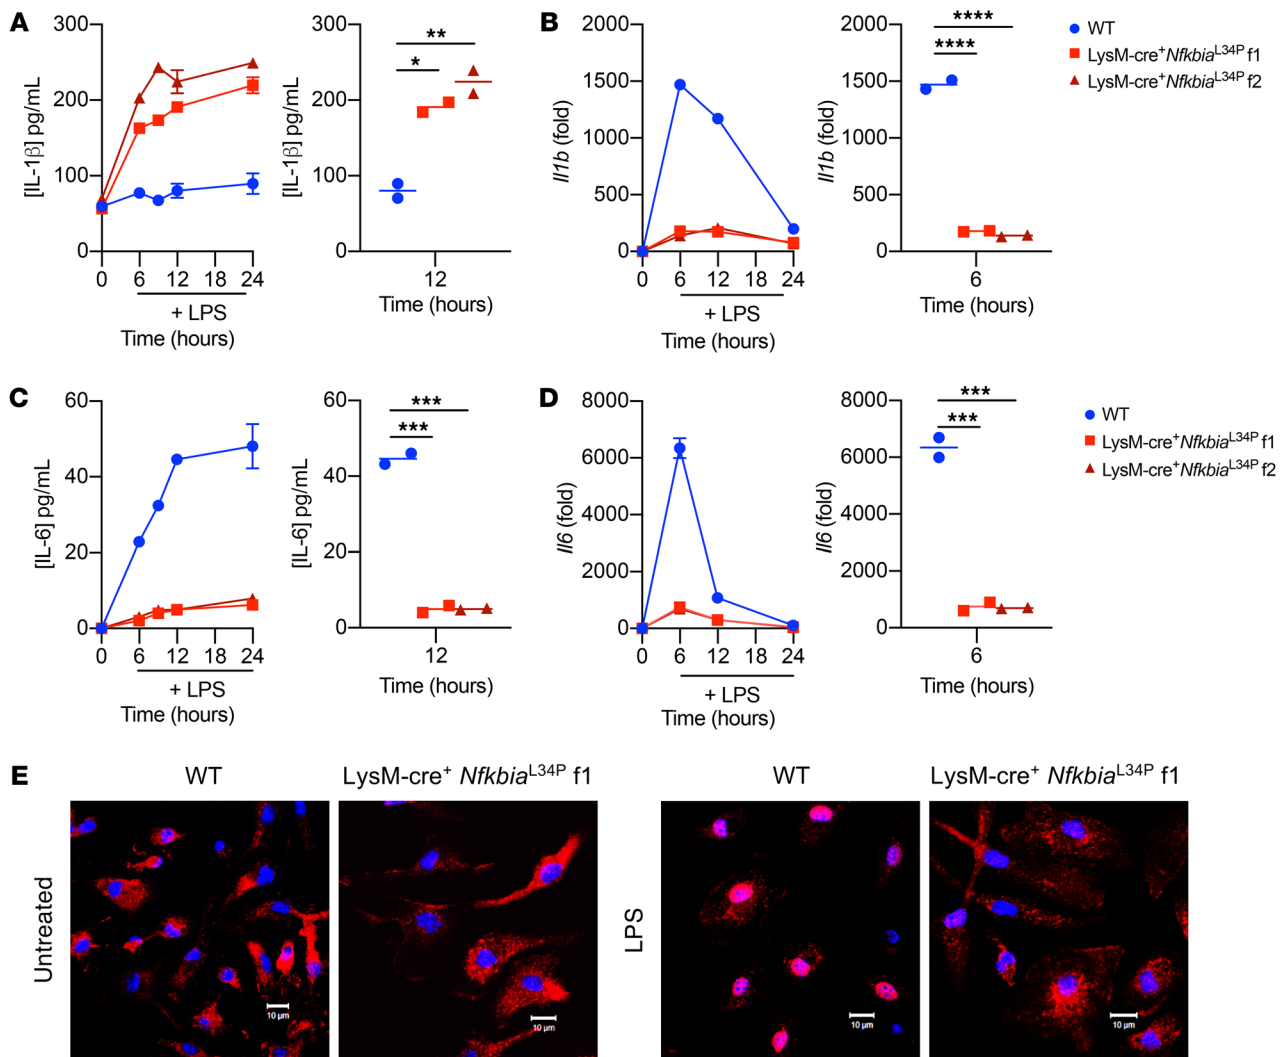 A
300
200
100
0
[IL-1β] pg/mL
0 6 12 18 24
+ LPS
Time (hours)
300
200
100
0
[IL-1β] pg/mL
**
*
12
Time (hours)
B
2000
1500
1000
500
0
Il1b (fold)
0 6 12 18 24
+ LPS
Time (hours)
2000
1500
1000
500
0
Il1b (fold)
****
****
6
Time (hours)
WT
LysM-cre⁺Nfkbia^L34P f1
LysM-cre⁺Nfkbia^L34P f2
C
60
40
20
0
[IL-6] pg/mL
0 6 12 18 24
+ LPS
Time (hours)
60
40
20
0
[IL-6] pg/mL
***
***
12
Time (hours)
D
8000
6000
4000
2000
0
Il6 (fold)
0 6 12 18 24
+ LPS
Time (hours)
8000
6000
4000
2000
0
Il6 (fold)
***
***
6
Time (hours)
WT
LysM-cre⁺Nfkbia^L34P f1
LysM-cre⁺Nfkbia^L34P f2
E
WT
LysM-cre⁺ Nfkbia^L34P f1
WT
LysM-cre⁺ Nfkbia^L34P f1
Untreated
10 µm
10 µm
LPS
10 µm
10 µm